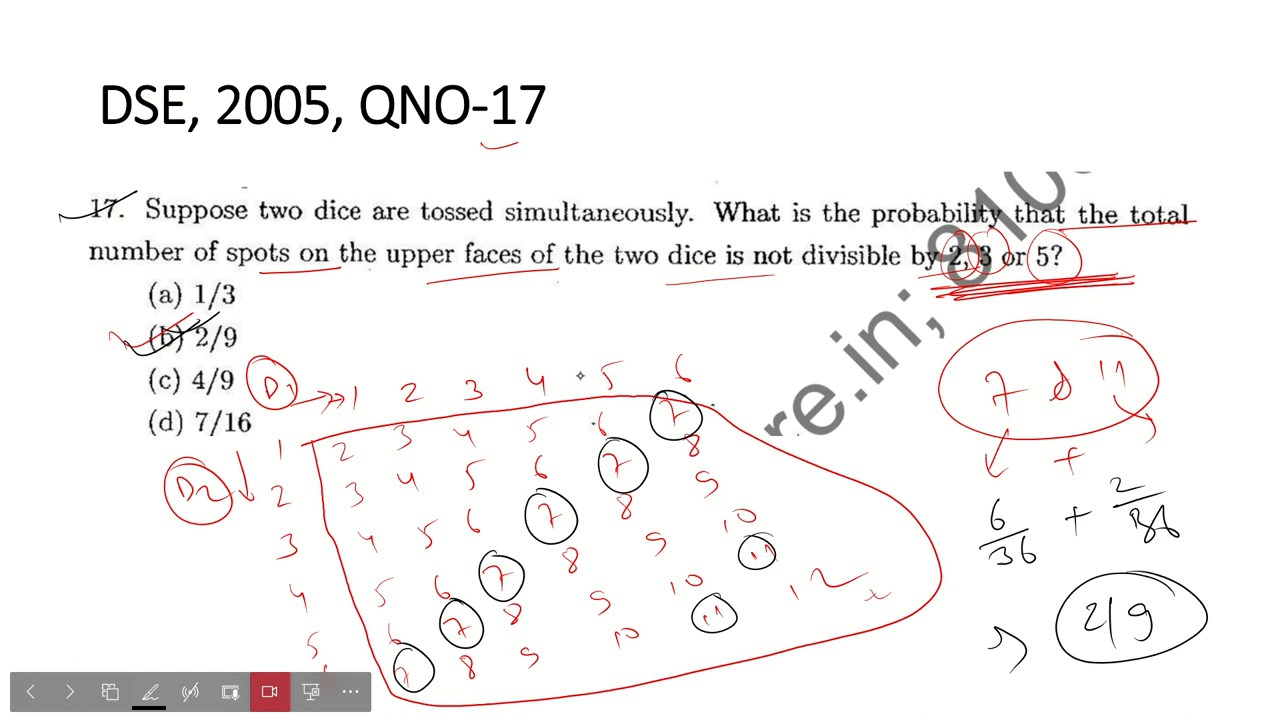 DSE, 2005, QNO-17
17. Suppose two dice are tossed simultaneously. What is the probability that the total
number of spots on the upper faces of the two dice is not divisible by 2, 3 or 5?
(a) 1/3
(b) 2/9
(c) 4/9
(d) 7/16
D1 1 2 3 4 5 6
D2
1 2 3 4 5 6 7
2 3 4 5 6 7 8
3 4 5 6 7 8 9
4 5 6 7 8 9 10
5 6 7 8 9 10 11
7 8 9 10 11 12
7 & 11
+
6/36 + 2/36
2/9
re.in; 810